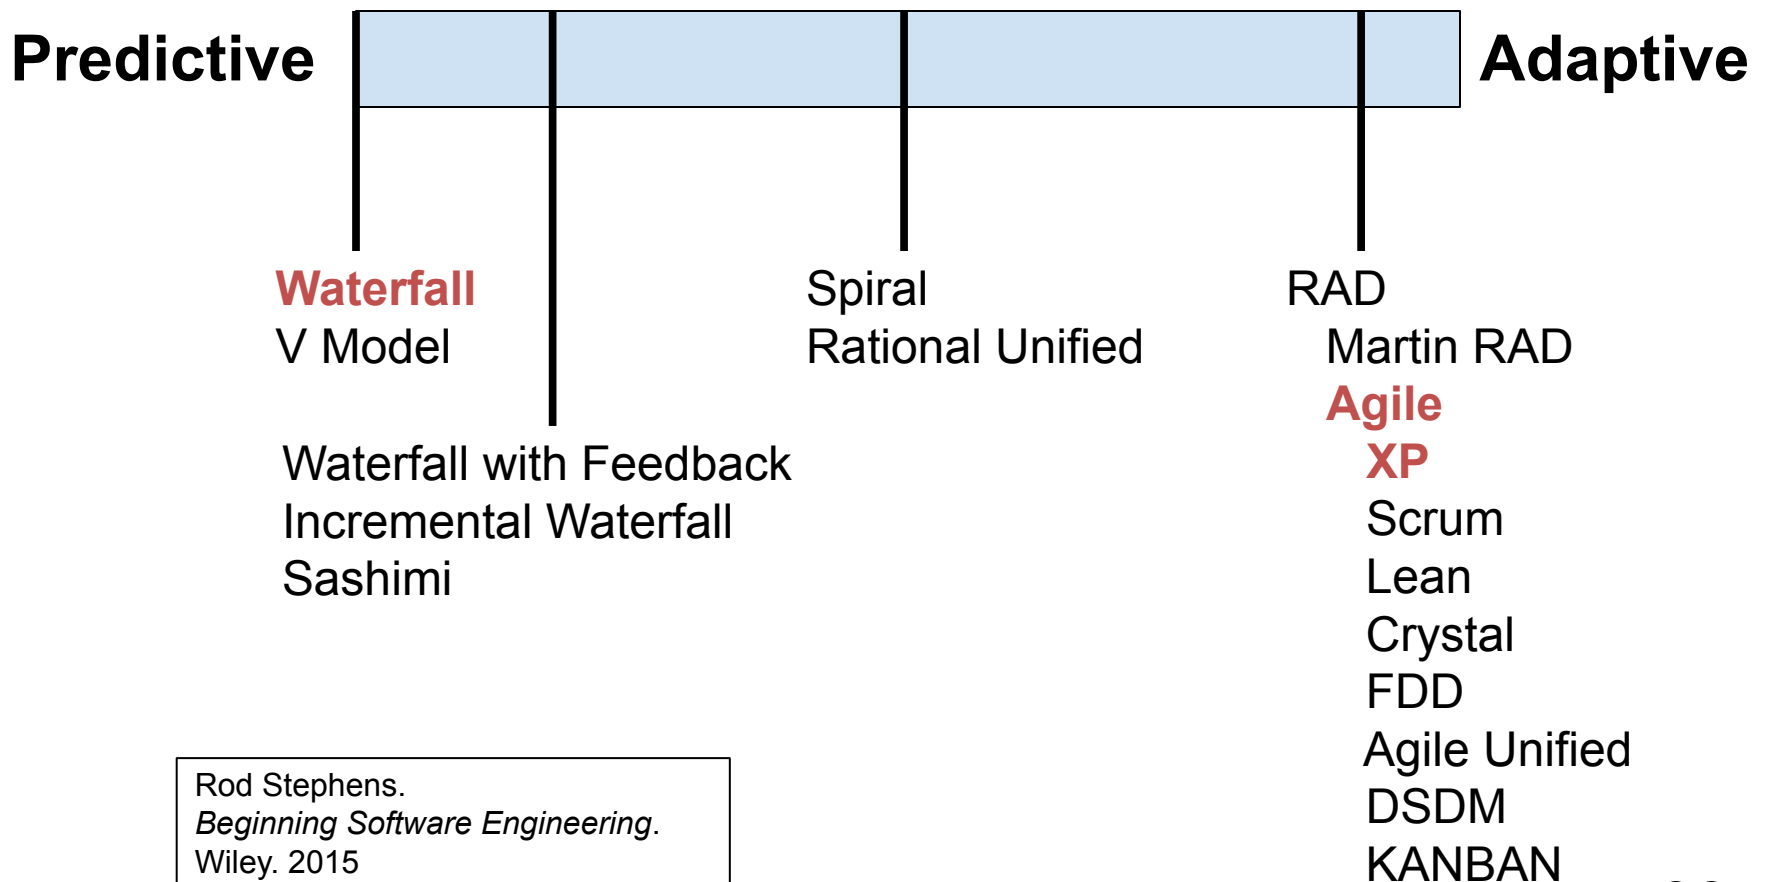 Predictive
Adaptive
Waterfall
V Model
Waterfall with Feedback
Incremental Waterfall
Sashimi
Spiral
Rational Unified
RAD
Martin RAD
Agile
XP
Scrum
Lean
Crystal
FDD
Agile Unified
DSDM
KANBAN
Rod Stephens.
Beginning Software Engineering.
Wiley. 2015